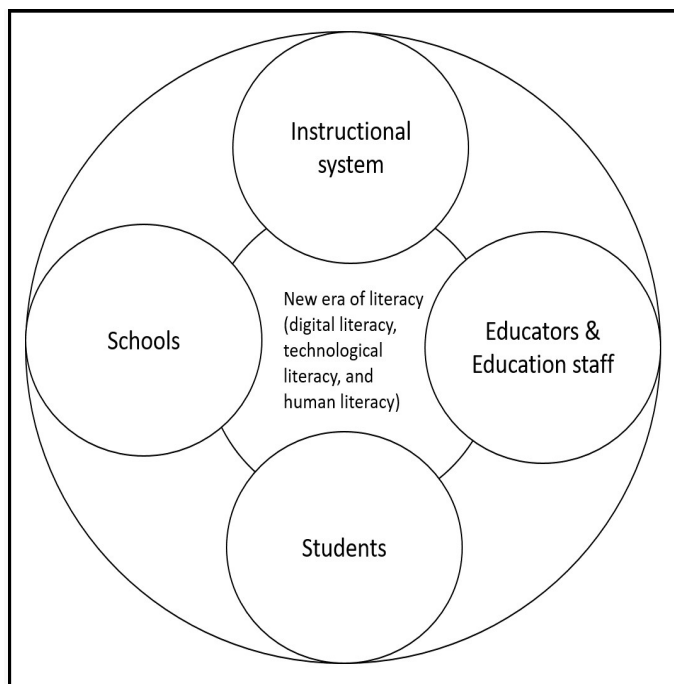 Instructional
system
Schools
New era of literacy
(digital literacy,
technological
literacy, and
human literacy)
Educators &
Education staff
Students